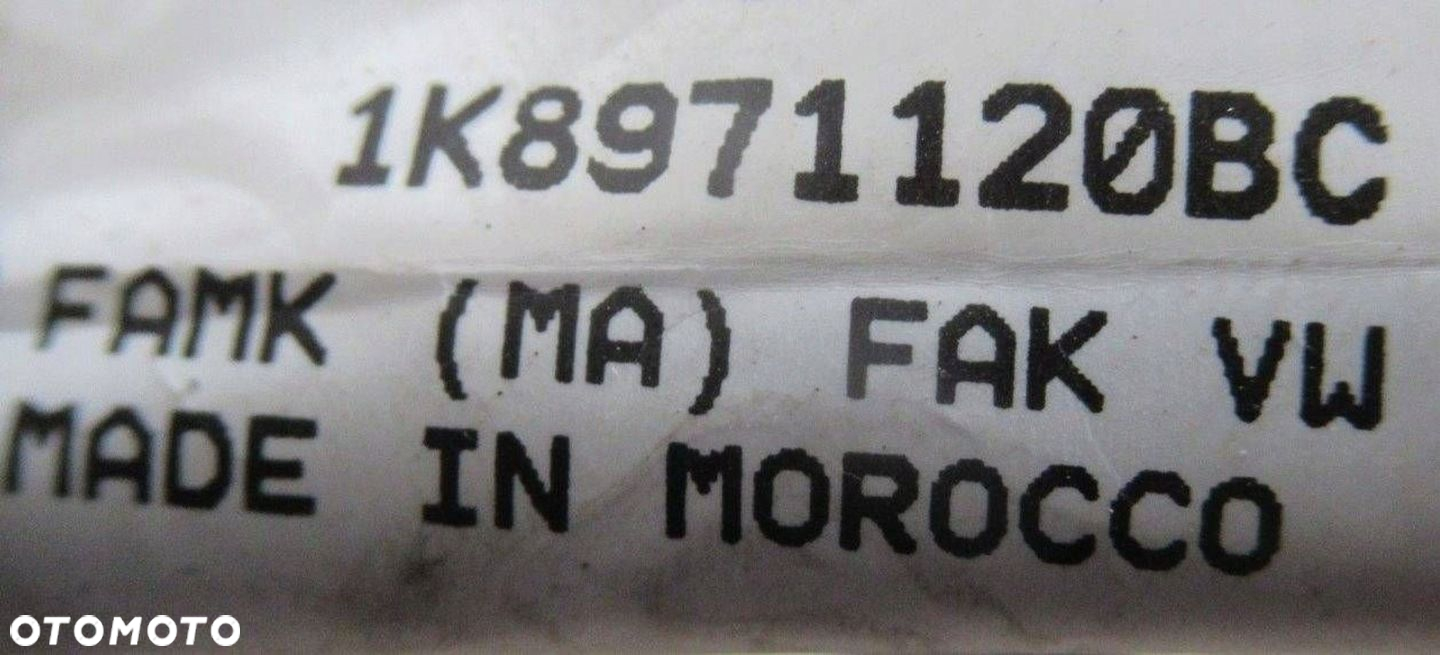 1K8971120BC
FAMK (MA) FAK VW
MADE IN MOROCCO
OTOMOTO